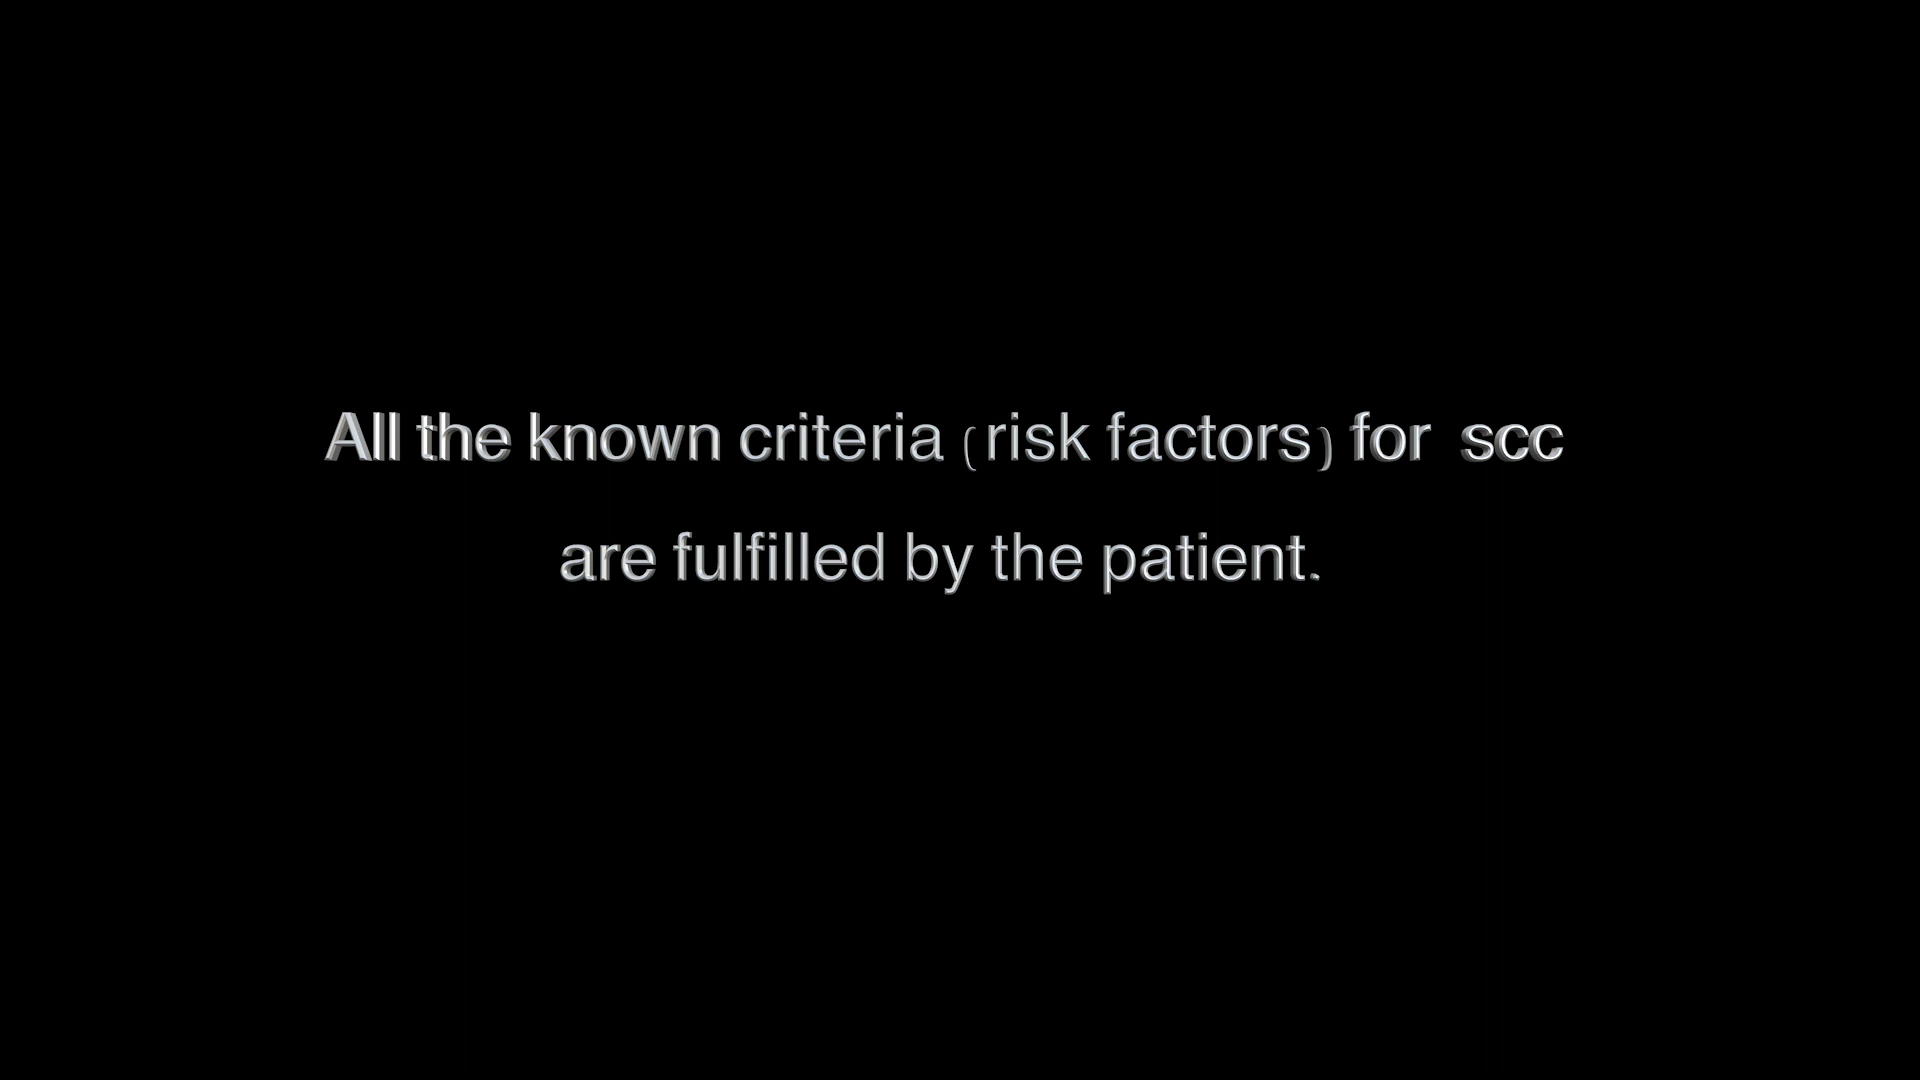 All the known criteria (risk factors) for scc
are fulfilled by the patient.